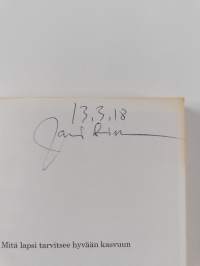 13.3.18
Mitä lapsi tarvitsee hyvään kasvuun